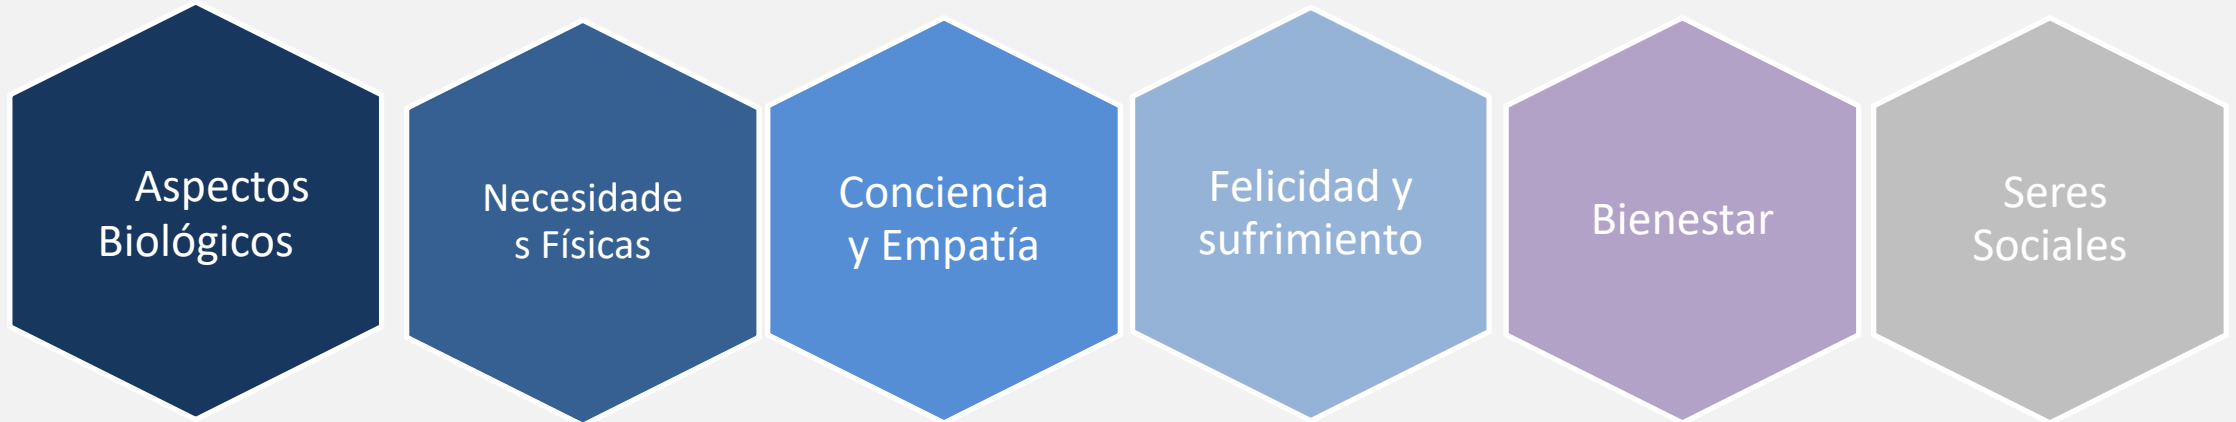 Aspectos
Biológicos
Necesidade
s Físicas
Conciencia
y Empatía
Felicidad y
sufrimiento
Bienestar
Seres
Sociales